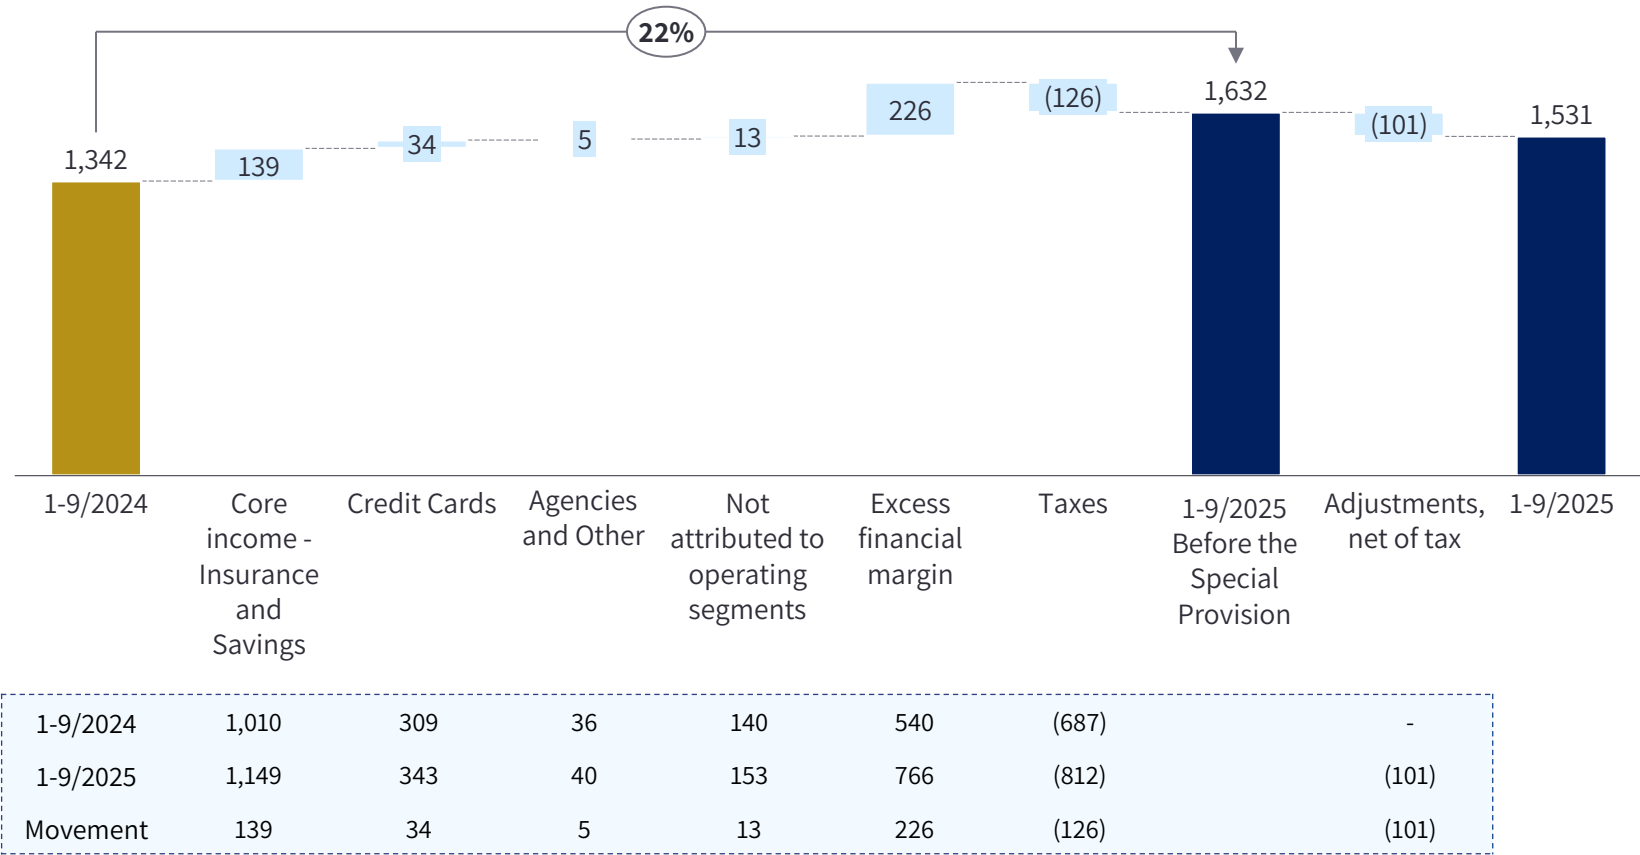 22%
1,342
139
34
5
13
226
(126)
1,632
(101)
1,531
1-9/2024
Core
income -
Insurance
and
Savings
Credit Cards
Agencies
and Other
Not
attributed to
operating
segments
Excess
financial
margin
Taxes
1-9/2025
Before the
Special
Provision
Adjustments,
net of tax
1-9/2025
1-9/2024 1,010 309 36 140 540 (687) -
1-9/2025 1,149 343 40 153 766 (812) (101)
Movement 139 34 5 13 226 (126) (101)